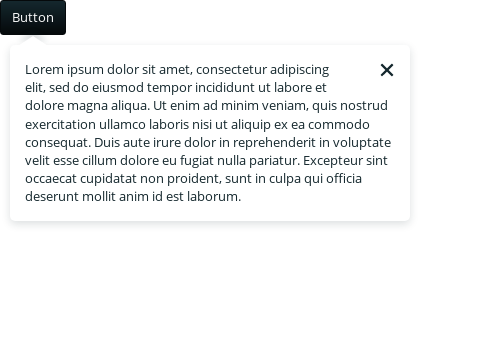 Button
Lorem ipsum dolor sit amet, consectetur adipiscing
elit, sed do eiusmod tempor incididunt ut labore et
dolore magna aliqua. Ut enim ad minim veniam, quis nostrud
exercitation ullamco laboris nisi ut aliquip ex ea commodo
consequat. Duis aute irure dolor in reprehenderit in voluptate
velit esse cillum dolore eu fugiat nulla pariatur. Excepteur sint
occaecat cupidatat non proident, sunt in culpa qui officia
deserunt mollit anim id est laborum.